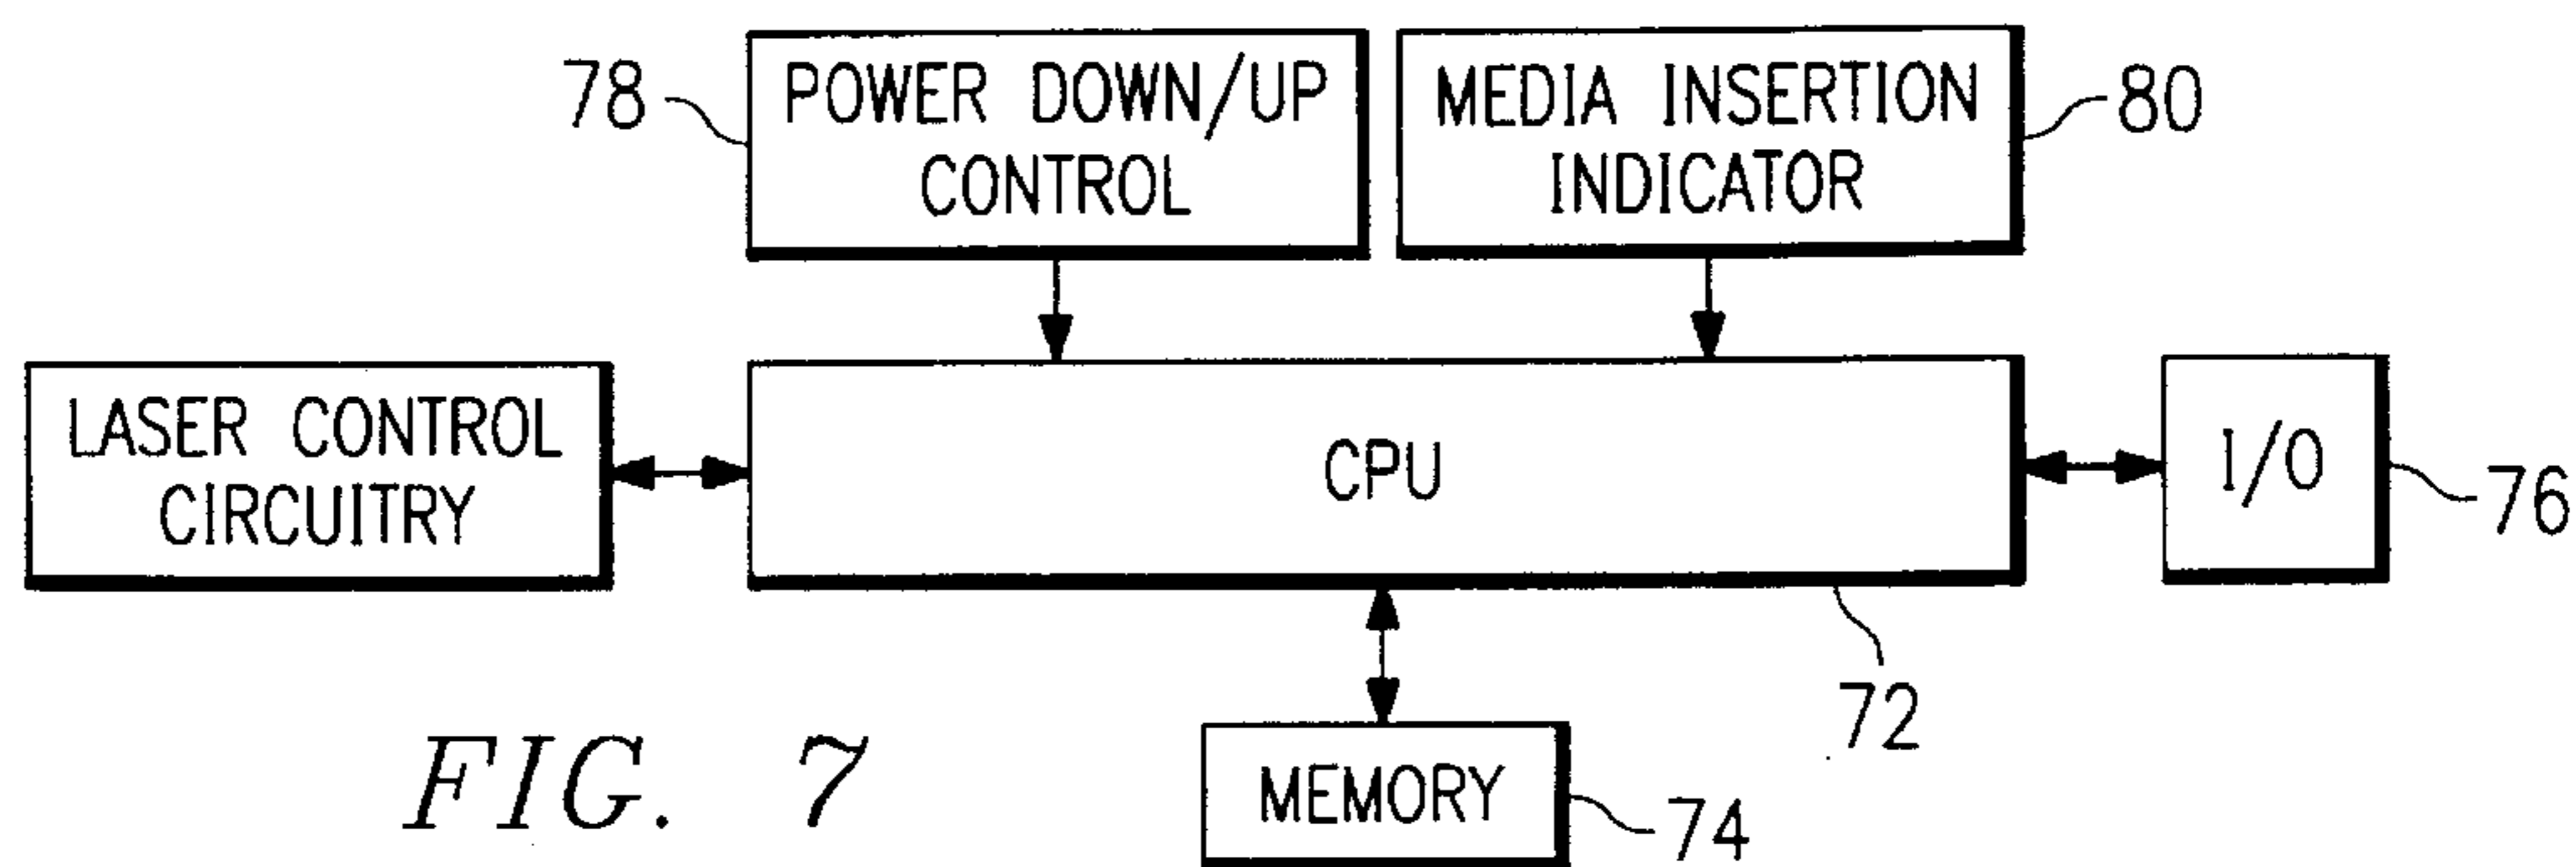 78
POWER DOWN/UP
CONTROL
MEDIA INSERTION
INDICATOR
80
LASER CONTROL
CIRCUITRY
CPU
I/O
76
72
MEMORY
74
FIG. 7